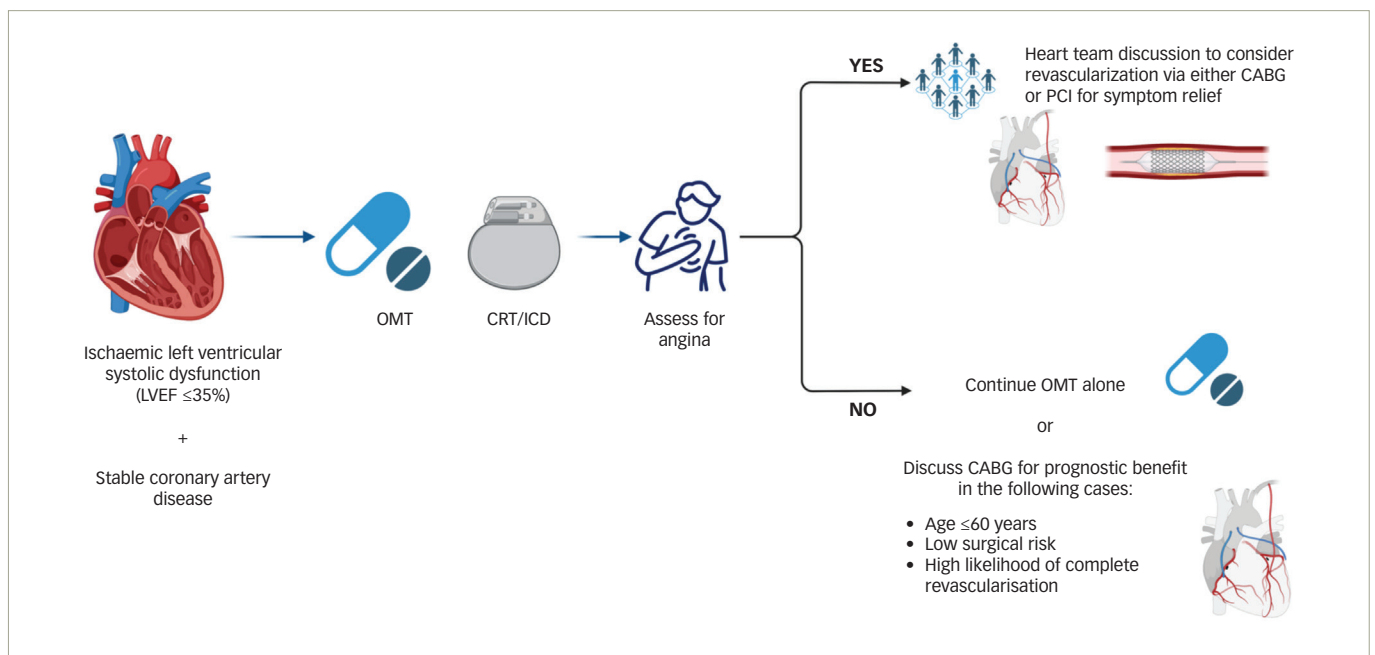 Ischaemic left ventricular
systolic dysfunction
(LVEF ≤35%)
+
Stable coronary artery
disease
OMT
CRT/ICD
Assess for
angina
YES
Heart team discussion to consider
revascularization via either CABG
or PCI for symptom relief
NO
Continue OMT alone
or
Discuss CABG for prognostic benefit
in the following cases:
• Age ≤60 years
• Low surgical risk
• High likelihood of complete
revascularisation